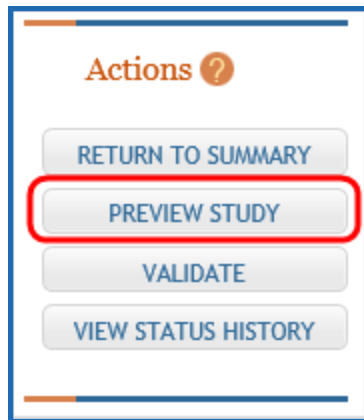 Actions ?
RETURN TO SUMMARY
PREVIEW STUDY
VALIDATE
VIEW STATUS HISTORY